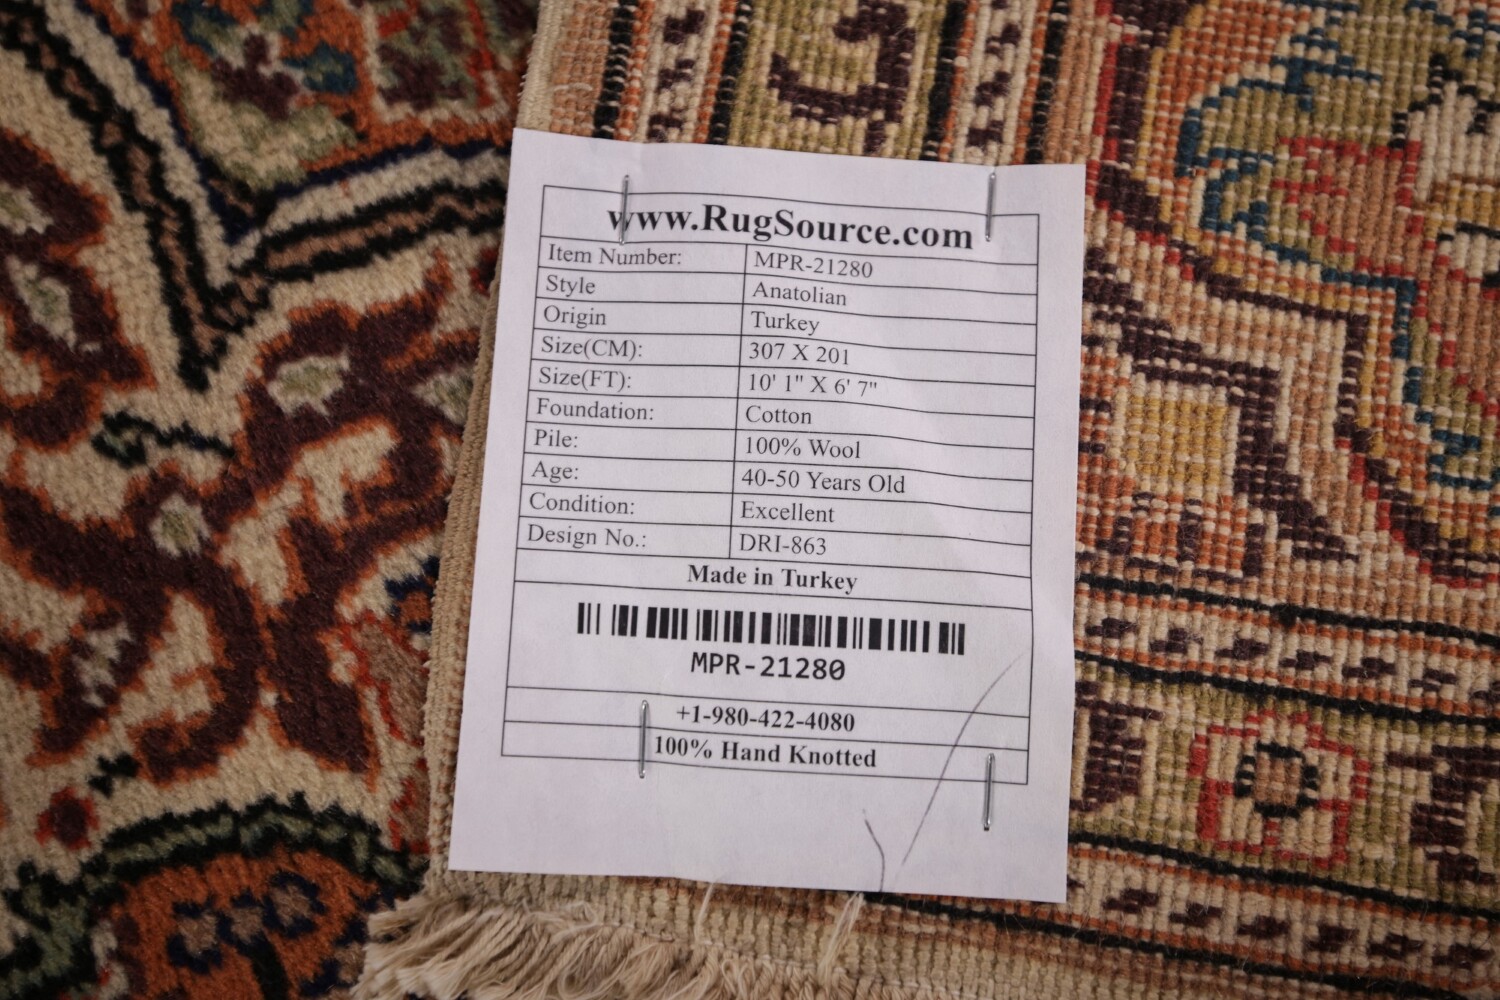 www.RugSource.com
Item Number: MPR-21280
Style Anatolian
Origin Turkey
Size(CM): 307 X 201
Size(FT): 10' 1" X 6' 7"
Foundation: Cotton
Pile: 100% Wool
Age: 40-50 Years Old
Condition: Excellent
Design No.: DRI-863
Made in Turkey
MPR-21280
+1-980-422-4080
100% Hand Knotted